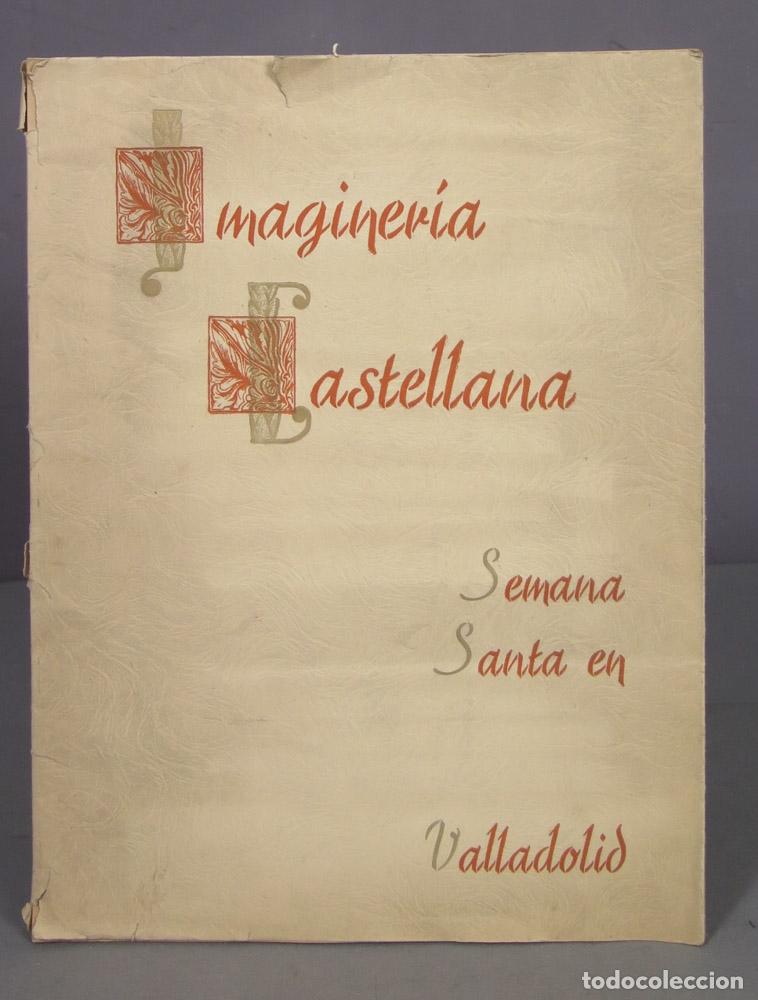 Imaginería
Castellana
Semana
Santa en
Valladolid
todocoleccion